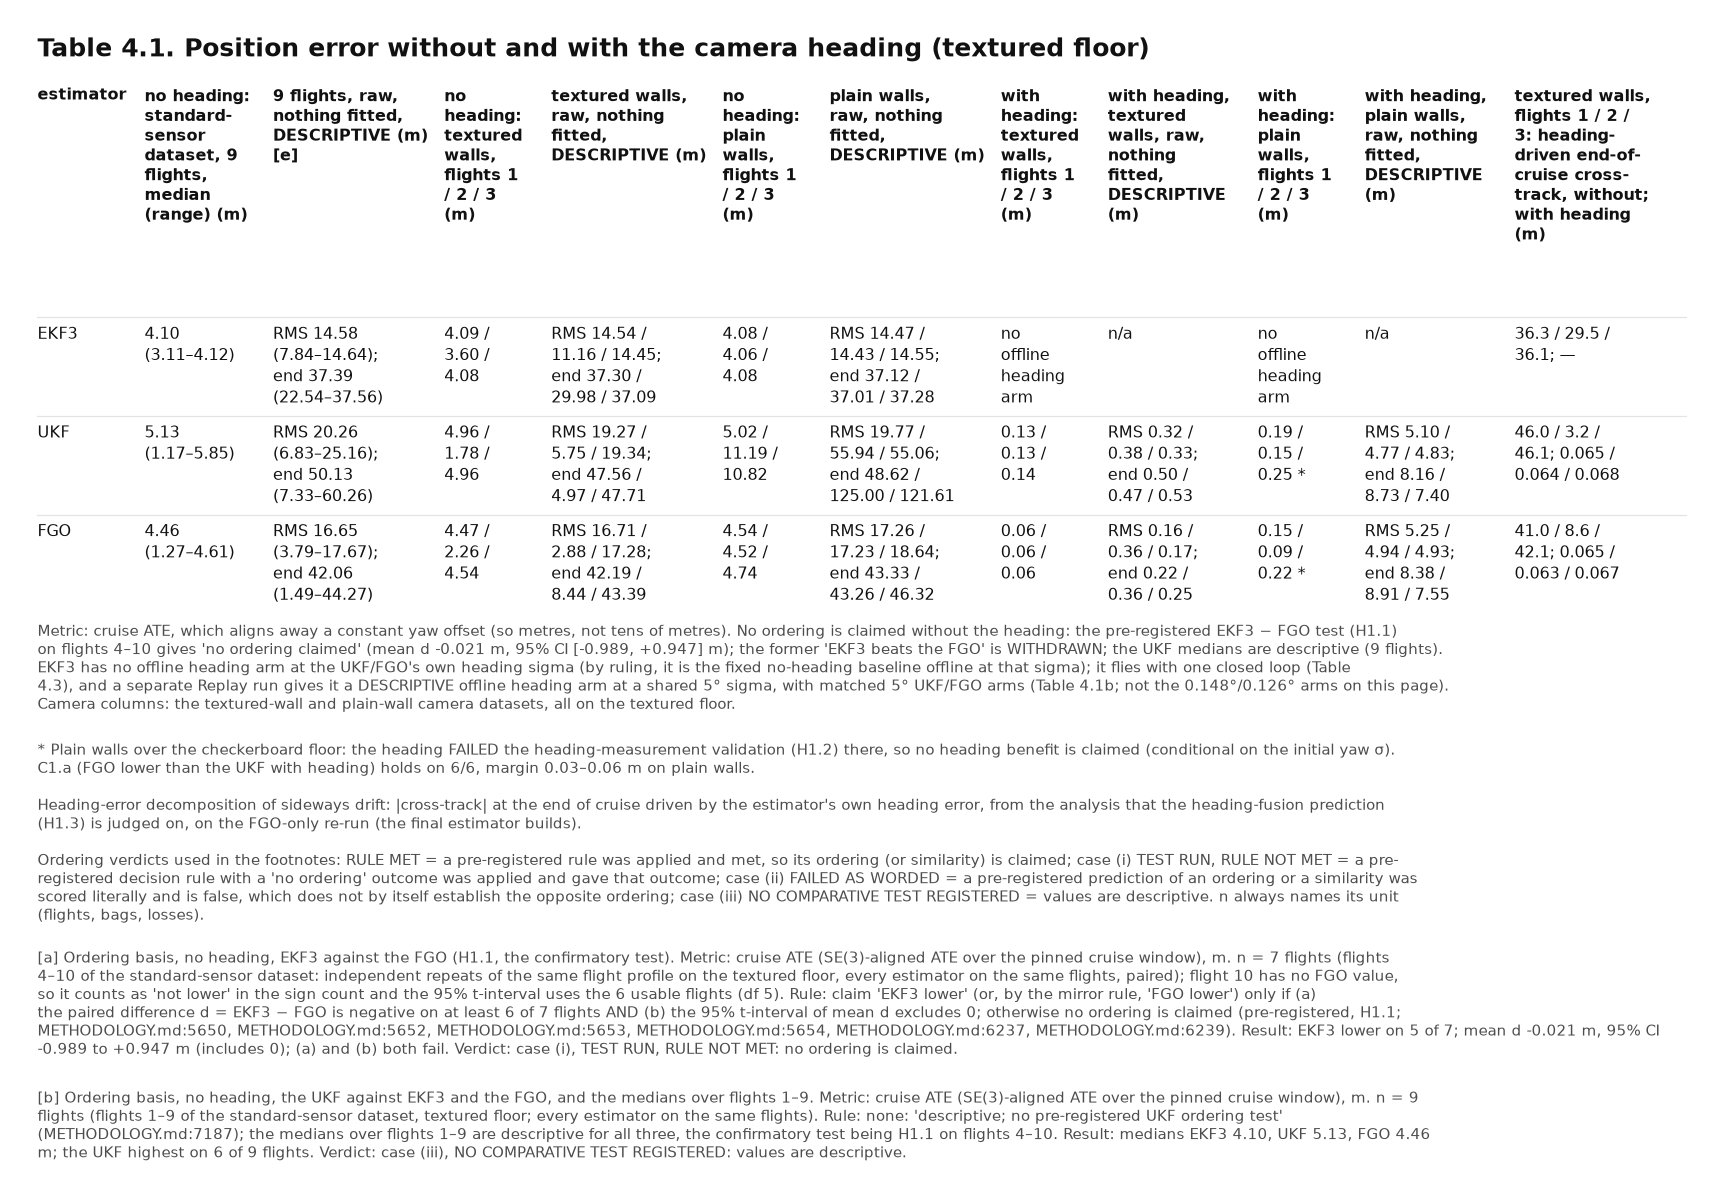 Table 4.1. Position error without and with the camera heading (textured floor)
estimator
no heading:
standard-
sensor
dataset, 9
flights,
median
(range) (m)
9 flights, raw,
nothing fitted,
DESCRIPTIVE (m)
[e]
no
heading:
textured
walls,
flights 1
/ 2 / 3
(m)
textured walls,
raw, nothing
fitted,
DESCRIPTIVE (m)
no
heading:
plain
walls,
flights 1
/ 2 / 3
(m)
plain walls,
raw, nothing
fitted,
DESCRIPTIVE (m)
with
heading:
textured
walls,
flights 1
/ 2 / 3
(m)
with heading,
textured
walls, raw,
nothing
fitted,
DESCRIPTIVE
(m)
with
heading:
plain
walls,
flights 1
/ 2 / 3
(m)
with heading,
plain walls,
raw, nothing
fitted,
DESCRIPTIVE
(m)
textured walls,
flights 1 / 2 /
3: heading-
driven end-of-
cruise cross-
track, without;
with heading
(m)
EKF3
4.10
(3.11–4.12)
RMS 14.58
(7.84–14.64);
end 37.39
(22.54–37.56)
4.09 /
3.60 /
4.08
RMS 14.54 /
11.16 / 14.45;
end 37.30 /
29.98 / 37.09
4.08 /
4.06 /
4.08
RMS 14.47 /
14.43 / 14.55;
end 37.12 /
37.01 / 37.28
no
offline
heading
arm
n/a
no
offline
heading
arm
n/a
36.3 / 29.5 /
36.1; —
UKF
5.13
(1.17–5.85)
RMS 20.26
(6.83–25.16);
end 50.13
(7.33–60.26)
4.96 /
1.78 /
4.96
RMS 19.27 /
5.75 / 19.34;
end 47.56 /
4.97 / 47.71
5.02 /
11.19 /
10.82
RMS 19.77 /
55.94 / 55.06;
end 48.62 /
125.00 / 121.61
0.13 /
0.13 /
0.14
RMS 0.32 /
0.38 / 0.33;
end 0.50 /
0.47 / 0.53
0.19 /
0.15 /
0.25 *
RMS 5.10 /
4.77 / 4.83;
end 8.16 /
8.73 / 7.40
46.0 / 3.2 /
46.1; 0.065 /
0.064 / 0.068
FGO
4.46
(1.27–4.61)
RMS 16.65
(3.79–17.67);
end 42.06
(1.49–44.27)
4.47 /
2.26 /
4.54
RMS 16.71 /
2.88 / 17.28;
end 42.19 /
8.44 / 43.39
4.54 /
4.52 /
4.74
RMS 17.26 /
17.23 / 18.64;
end 43.33 /
43.26 / 46.32
0.06 /
0.06 /
0.06
RMS 0.16 /
0.36 / 0.17;
end 0.22 /
0.36 / 0.25
0.15 /
0.09 /
0.22 *
RMS 5.25 /
4.94 / 4.93;
end 8.38 /
8.91 / 7.55
41.0 / 8.6 /
42.1; 0.065 /
0.063 / 0.067
Metric: cruise ATE, which aligns away a constant yaw offset (so metres, not tens of metres). No ordering is claimed without the heading: the pre-registered EKF3 − FGO test (H1.1)
on flights 4–10 gives 'no ordering claimed' (mean d -0.021 m, 95% CI [-0.989, +0.947] m); the former 'EKF3 beats the FGO' is WITHDRAWN; the UKF medians are descriptive (9 flights).
EKF3 has no offline heading arm at the UKF/FGO's own heading sigma (by ruling, it is the fixed no-heading baseline offline at that sigma); it flies with one closed loop (Table
4.3), and a separate Replay run gives it a DESCRIPTIVE offline heading arm at a shared 5° sigma, with matched 5° UKF/FGO arms (Table 4.1b; not the 0.148°/0.126° arms on this page).
Camera columns: the textured-wall and plain-wall camera datasets, all on the textured floor.
* Plain walls over the checkerboard floor: the heading FAILED the heading-measurement validation (H1.2) there, so no heading benefit is claimed (conditional on the initial yaw σ).
C1.a (FGO lower than the UKF with heading) holds on 6/6, margin 0.03–0.06 m on plain walls.
Heading-error decomposition of sideways drift: |cross-track| at the end of cruise driven by the estimator's own heading error, from the analysis that the heading-fusion prediction
(H1.3) is judged on, on the FGO-only re-run (the final estimator builds).
Ordering verdicts used in the footnotes: RULE MET = a pre-registered rule was applied and met, so its ordering (or similarity) is claimed; case (i) TEST RUN, RULE NOT MET = a pre-
registered decision rule with a 'no ordering' outcome was applied and gave that outcome; case (ii) FAILED AS WORDED = a pre-registered prediction of an ordering or a similarity was
scored literally and is false, which does not by itself establish the opposite ordering; case (iii) NO COMPARATIVE TEST REGISTERED = values are descriptive. n always names its unit
(flights, bags, losses).
[a] Ordering basis, no heading, EKF3 against the FGO (H1.1, the confirmatory test). Metric: cruise ATE (SE(3)-aligned ATE over the pinned cruise window), m. n = 7 flights (flights
4–10 of the standard-sensor dataset: independent repeats of the same flight profile on the textured floor, every estimator on the same flights, paired); flight 10 has no FGO value,
so it counts as 'not lower' in the sign count and the 95% t-interval uses the 6 usable flights (df 5). Rule: claim 'EKF3 lower' (or, by the mirror rule, 'FGO lower') only if (a)
the paired difference d = EKF3 − FGO is negative on at least 6 of 7 flights AND (b) the 95% t-interval of mean d excludes 0; otherwise no ordering is claimed (pre-registered, H1.1;
METHODOLOGY.md:5650, METHODOLOGY.md:5652, METHODOLOGY.md:5653, METHODOLOGY.md:5654, METHODOLOGY.md:6237, METHODOLOGY.md:6239). Result: EKF3 lower on 5 of 7; mean d -0.021 m, 95% CI
-0.989 to +0.947 m (includes 0); (a) and (b) both fail. Verdict: case (i), TEST RUN, RULE NOT MET: no ordering is claimed.
[b] Ordering basis, no heading, the UKF against EKF3 and the FGO, and the medians over flights 1–9. Metric: cruise ATE (SE(3)-aligned ATE over the pinned cruise window), m. n = 9
flights (flights 1–9 of the standard-sensor dataset, textured floor; every estimator on the same flights). Rule: none: 'descriptive; no pre-registered UKF ordering test'
(METHODOLOGY.md:7187); the medians over flights 1–9 are descriptive for all three, the confirmatory test being H1.1 on flights 4–10. Result: medians EKF3 4.10, UKF 5.13, FGO 4.46
m; the UKF highest on 6 of 9 flights. Verdict: case (iii), NO COMPARATIVE TEST REGISTERED: values are descriptive.